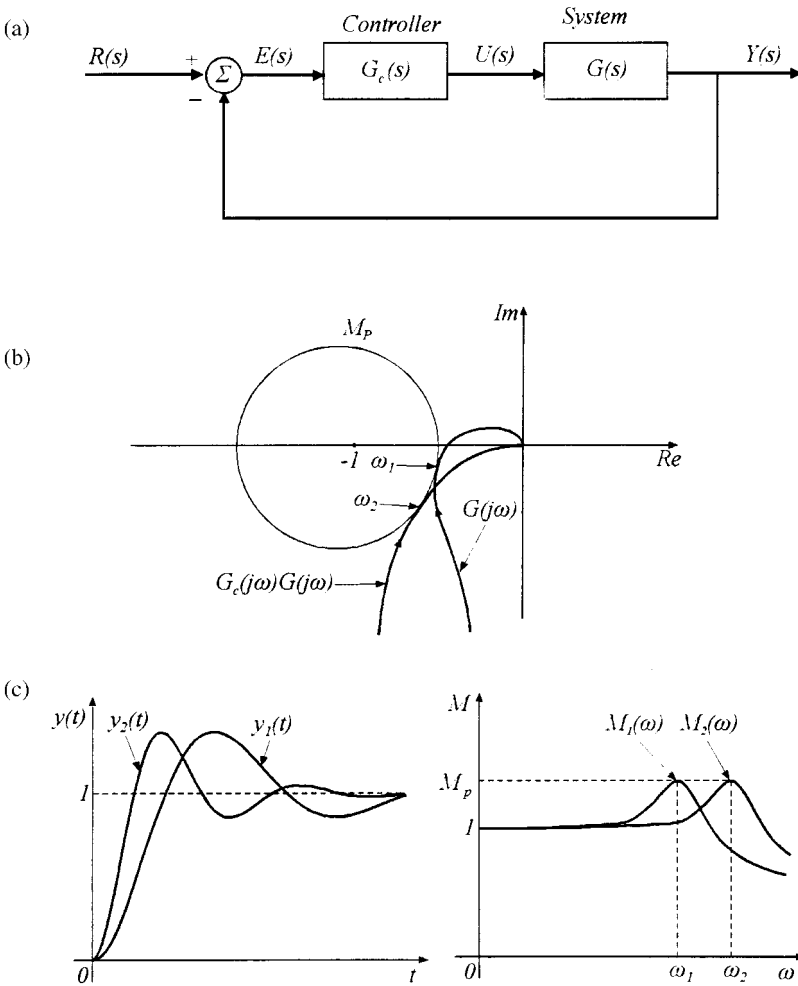 (a)
Controller
System
R(s)
+
Σ
−
E(s)
G_c(s)
U(s)
G(s)
Y(s)
(b)
Im
M_P
-1
ω_1
Re
ω_2
G(jω)
G_c(jω)G(jω)
(c)
y(t)
y_2(t)
y_1(t)
1
0
t
M
M_1(ω)
M_2(ω)
M_p
1
0
ω_1
ω_2
ω